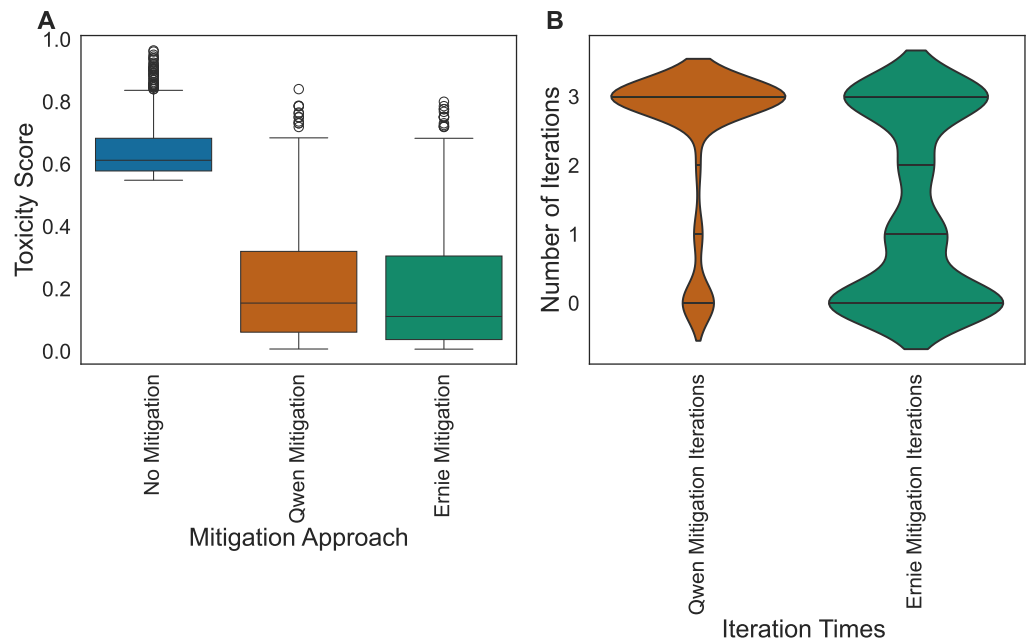 A
1.0
0.8
0.6
0.4
0.2
0.0
Toxicity Score
No Mitigation
Qwen Mitigation
Ernie Mitigation
Mitigation Approach
B
3
2
1
0
Number of Iterations
Qwen Mitigation Iterations
Ernie Mitigation Iterations
Iteration Times